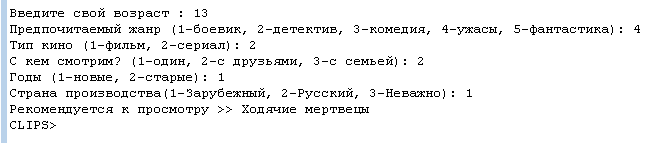 Введите свой возраст : 13
Предпочитаемый жанр (1-боевик, 2-детектив, 3-комедия, 4-ужасы, 5-фантастика): 4
Тип кино (1-фильм, 2-сериал): 2
С кем смотрим? (1-один, 2-с друзьями, 3-с семьей): 2
Годы (1-новые, 2-старые): 1
Страна производства(1-Зарубежный, 2-Русский, 3-Неважно): 1
Рекомендуется к просмотру >> Ходячие мертвецы
CLIPS>